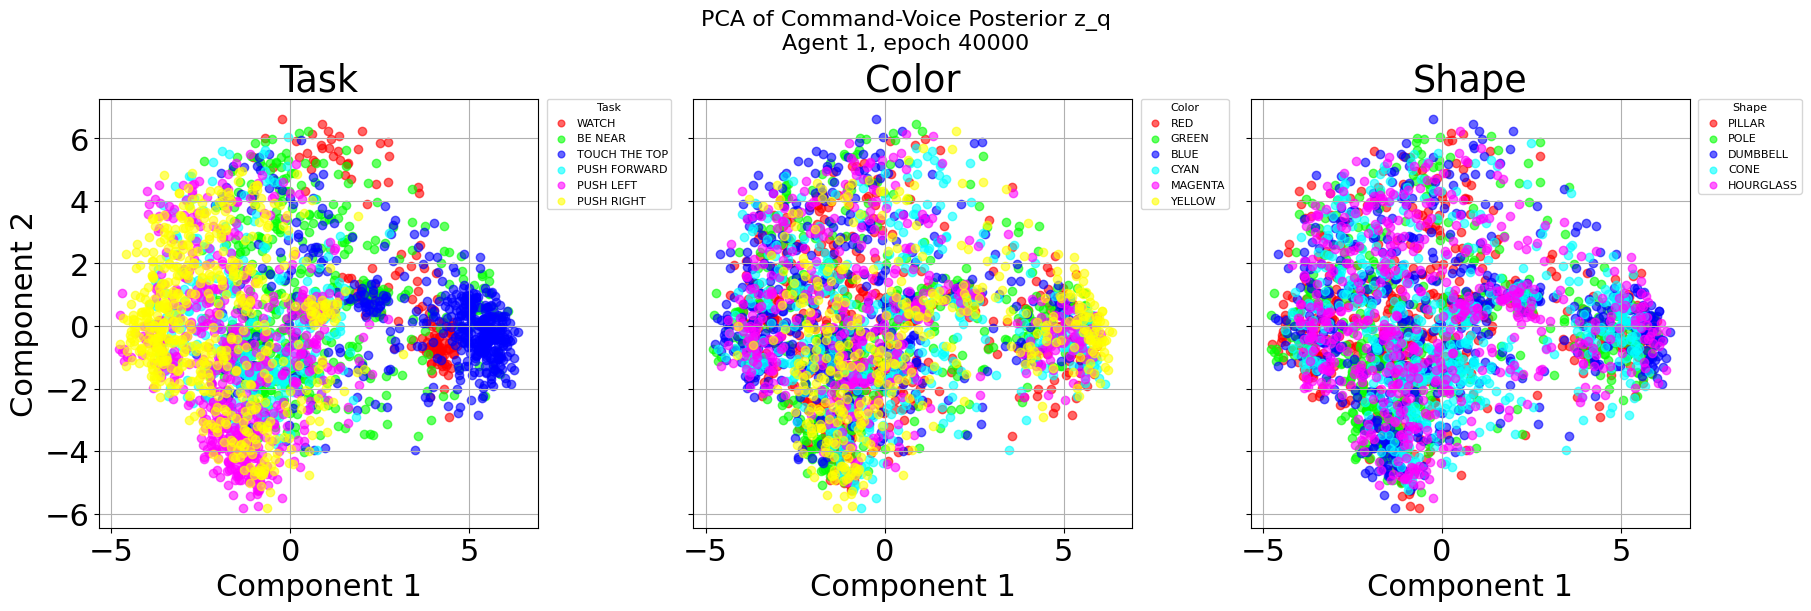 PCA of Command-Voice Posterior z_q
Agent 1, epoch 40000
Task
Component 2
6
4
2
0
−2
−4
−6
−5
0
5
Component 1
Task
WATCH
BE NEAR
TOUCH THE TOP
PUSH FORWARD
PUSH LEFT
PUSH RIGHT
Color
−5
0
5
Component 1
Color
RED
GREEN
BLUE
CYAN
MAGENTA
YELLOW
Shape
−5
0
5
Component 1
Shape
PILLAR
POLE
DUMBBELL
CONE
HOURGLASS